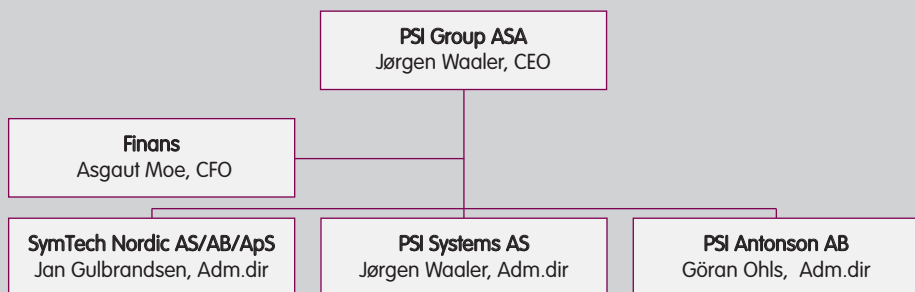 PSI Group ASA
Jørgen Waaler, CEO
Finans
Asgaut Moe, CFO
SymTech Nordic AS/AB/ApS
Jan Gulbrandsen, Adm.dir
PSI Systems AS
Jørgen Waaler, Adm.dir
PSI Antonson AB
Göran Ohls,  Adm.dir